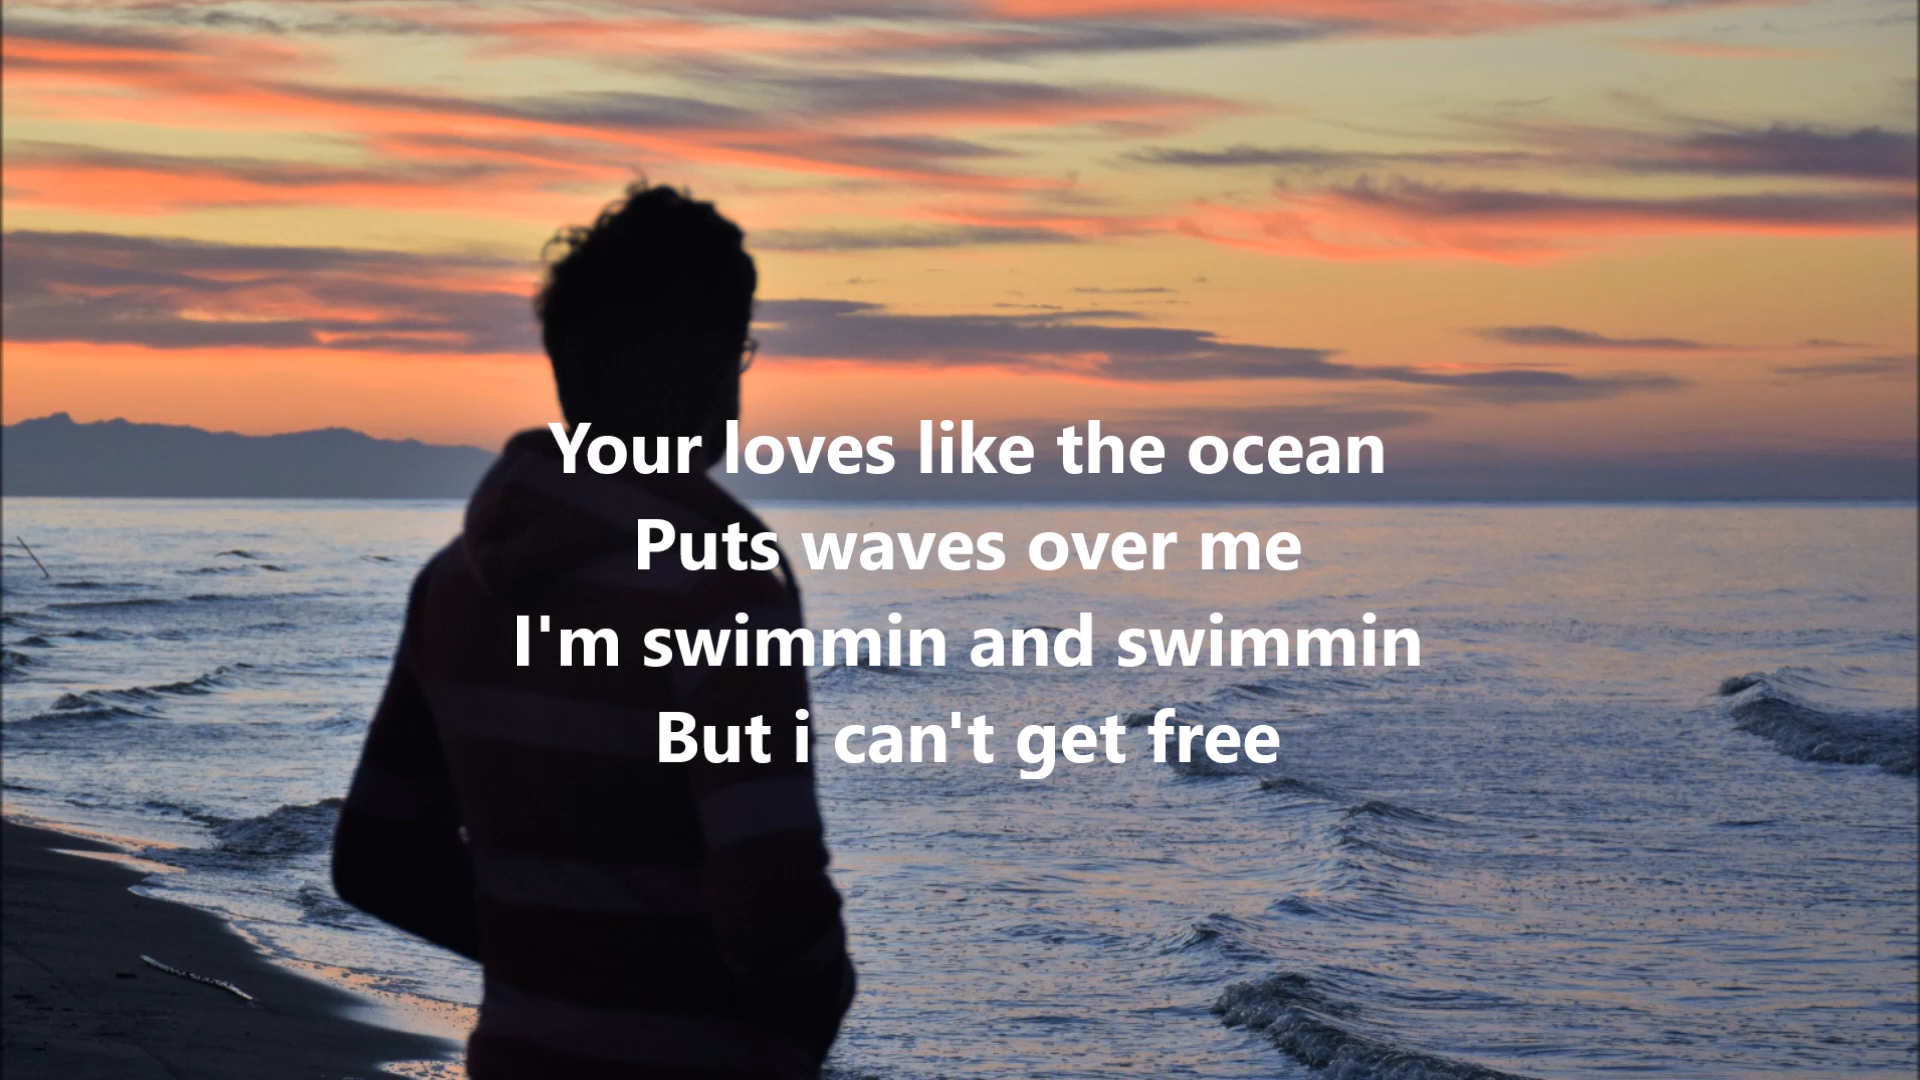 Your loves like the ocean
Puts waves over me
I'm swimmin and swimmin
But i can't get free